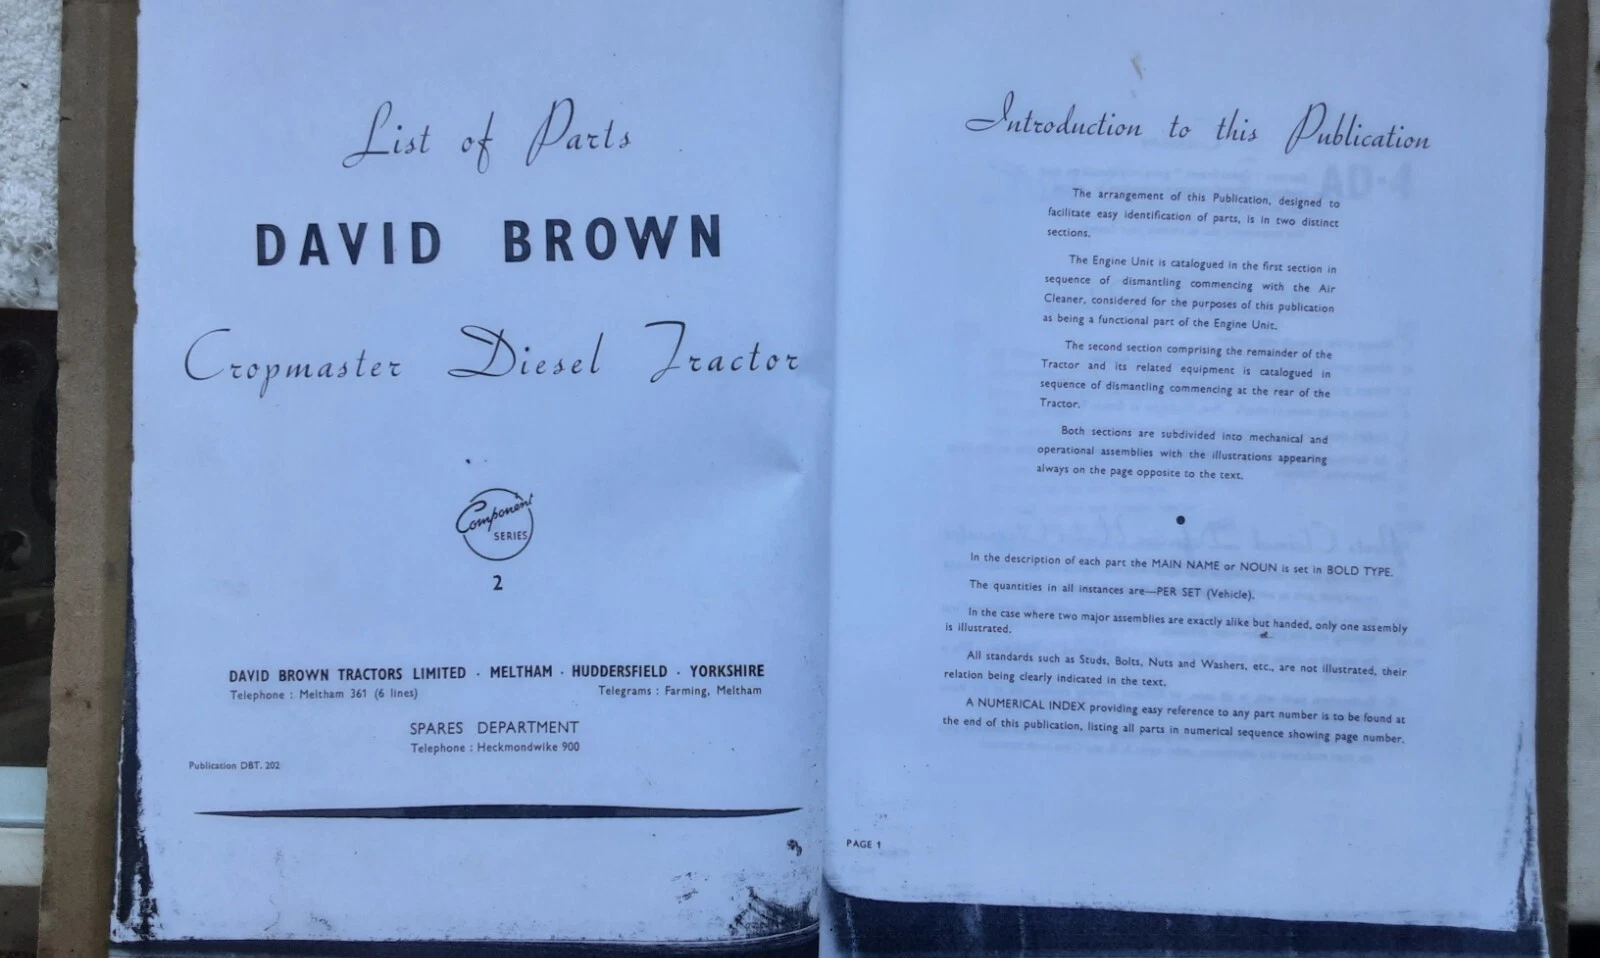 List of Parts
DAVID BROWN
Cropmaster Diesel Tractor
Component
SERIES
2
DAVID BROWN TRACTORS LIMITED · MELTHAM · HUDDERSFIELD · YORKSHIRE
Telephone : Meltham 361 (6 lines) Telegrams : Farming, Meltham
SPARES DEPARTMENT
Telephone : Heckmondwike 900
Publication DBT. 202
Introduction to this Publication
The arrangement of this Publication, designed to
facilitate easy identification of parts, is in two distinct
sections.
The Engine Unit is catalogued in the first section in
sequence of dismantling commencing with the Air
Cleaner, considered for the purposes of this publication
as being a functional part of the Engine Unit.
The second section comprising the remainder of the
Tractor and its related equipment is catalogued in
sequence of dismantling commencing at the rear of the
Tractor.
Both sections are subdivided into mechanical and
operational assemblies with the illustrations appearing
always on the page opposite to the text.
In the description of each part the MAIN NAME or NOUN is set in BOLD TYPE.
The quantities in all instances are—PER SET (Vehicle).
In the case where two major assemblies are exactly alike but handed, only one assembly
is illustrated.
All standards such as Studs, Bolts, Nuts and Washers, etc., are not illustrated, their
relation being clearly indicated in the text.
A NUMERICAL INDEX providing easy reference to any part number is to be found at
the end of this publication, listing all parts in numerical sequence showing page number.
PAGE 1